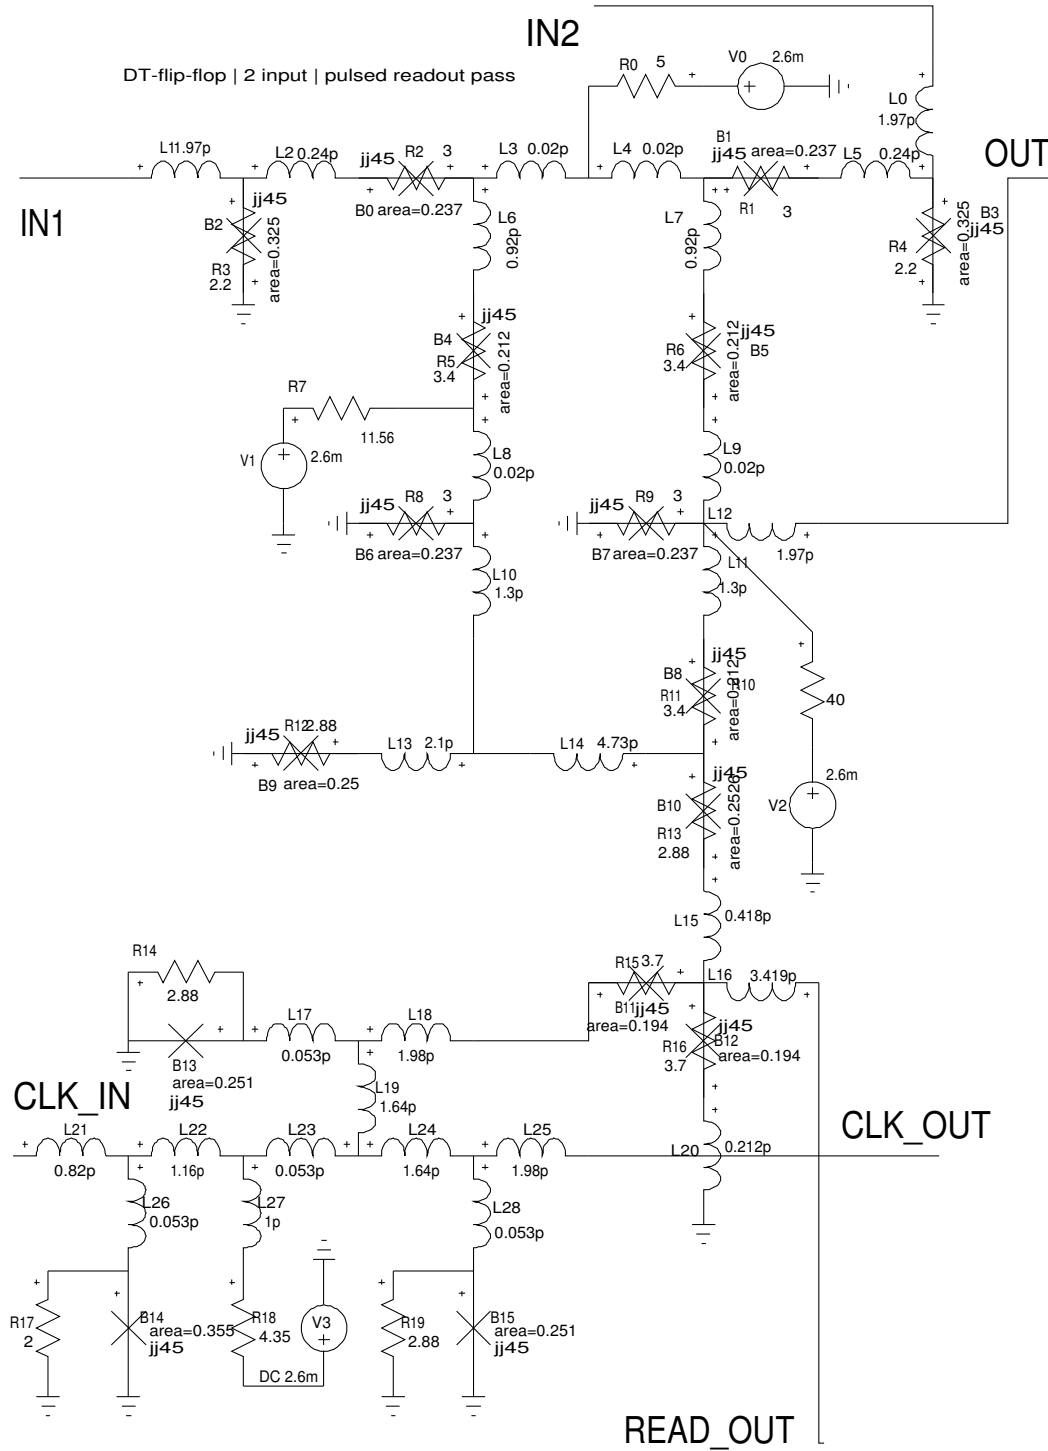 IN2
DT-flip-flop | 2 input | pulsed readout pass
R0 5
V0 2.6m
L0
1.97p
L1 1.97p
L2 0.24p
jj45 R2 3
B0 area=0.237
L3 0.02p
L4 0.02p
B1
jj45 area=0.237
R1 3
L5 0.24p
OUT
IN1
jj45
B2
area=0.325
R3
2.2
L6
0.92p
L7
0.92p
B3
jj45
area=0.325
R4
2.2
jj45
B4
R5
3.4
area=0.212
jj45
R6 B5
3.4
area=0.212
R7
11.56
V1 2.6m
L8
0.02p
L9
0.02p
jj45 R8 3
B6 area=0.237
jj45 R9 3
B7 area=0.237
L12
1.97p
L10
1.3p
L11
1.3p
jj45
B8
R10
R11
3.4
area=0.212
40
jj45 R12 2.88
B9 area=0.25
L13 2.1p
L14 4.73p
jj45
B10
R13
2.88
area=0.2526
V2 2.6m
L15 0.418p
R14
2.88
B13
area=0.251
jj45
L17
0.053p
L18
1.98p
R15 3.7
B11 jj45
area=0.194
L16 3.419p
jj45
B12
R16 area=0.194
3.7
L19
1.64p
CLK_IN
CLK_OUT
L21
0.82p
L22
1.16p
L23
0.053p
L24
1.64p
L25
1.98p
L20 0.212p
L26
0.053p
L27
1p
L28
0.053p
R17
2
B14
area=0.355
jj45
R18
4.35
V3
DC 2.6m
R19
2.88
B15
area=0.251
jj45
READ_OUT